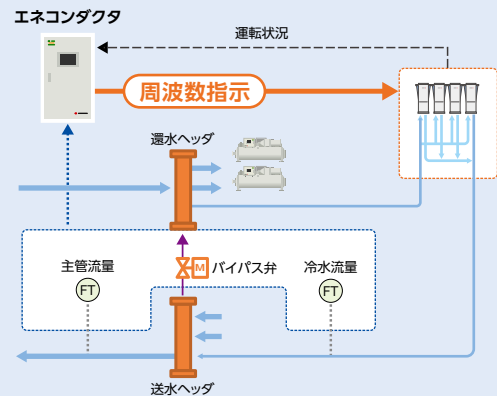 エネコンダクタ
運転状況
周波数指示
還水ヘッダ
主管流量
FT
M
バイパス弁
冷水流量
FT
送水ヘッダ